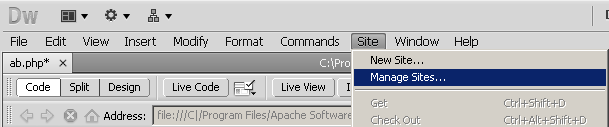 Dw
File Edit View Insert Modify Format Commands Site Window Help
ab.php* × C:\Pro
New Site...
Code Split Design Live Code Live View I
Manage Sites...
Address: file:///C|/Program Files/Apache Software
Get Ctrl+Shift+D
Check Out Ctrl+Alt+Shift+D